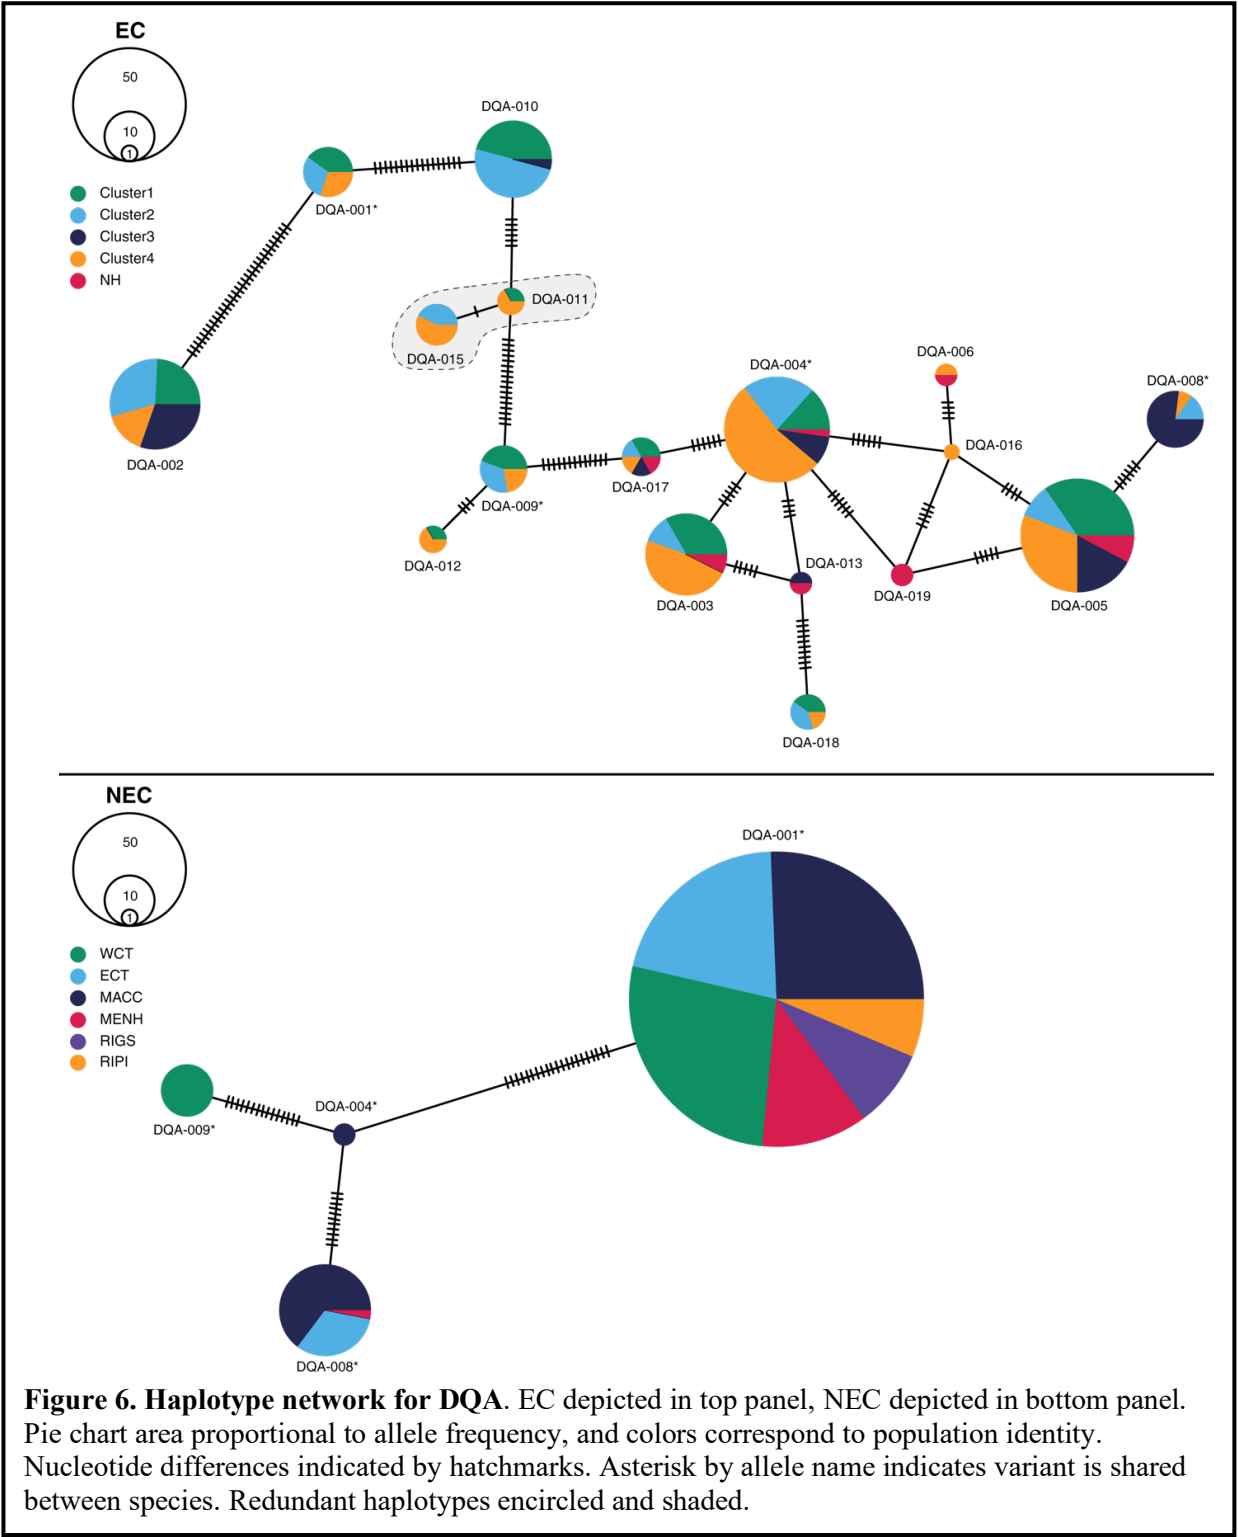 EC
50
10
1
Cluster1
Cluster2
Cluster3
Cluster4
NH
DQA-010
DQA-001*
DQA-011
DQA-015
DQA-002
DQA-004*
DQA-006
DQA-008*
DQA-016
DQA-017
DQA-009*
DQA-012
DQA-013
DQA-003
DQA-019
DQA-005
DQA-018
NEC
50
10
1
WCT
ECT
MACC
MENH
RIGS
RIPI
DQA-001*
DQA-004*
DQA-009*
DQA-008*
Figure 6. Haplotype network for DQA. EC depicted in top panel, NEC depicted in bottom panel.
Pie chart area proportional to allele frequency, and colors correspond to population identity.
Nucleotide differences indicated by hatchmarks. Asterisk by allele name indicates variant is shared
between species. Redundant haplotypes encircled and shaded.